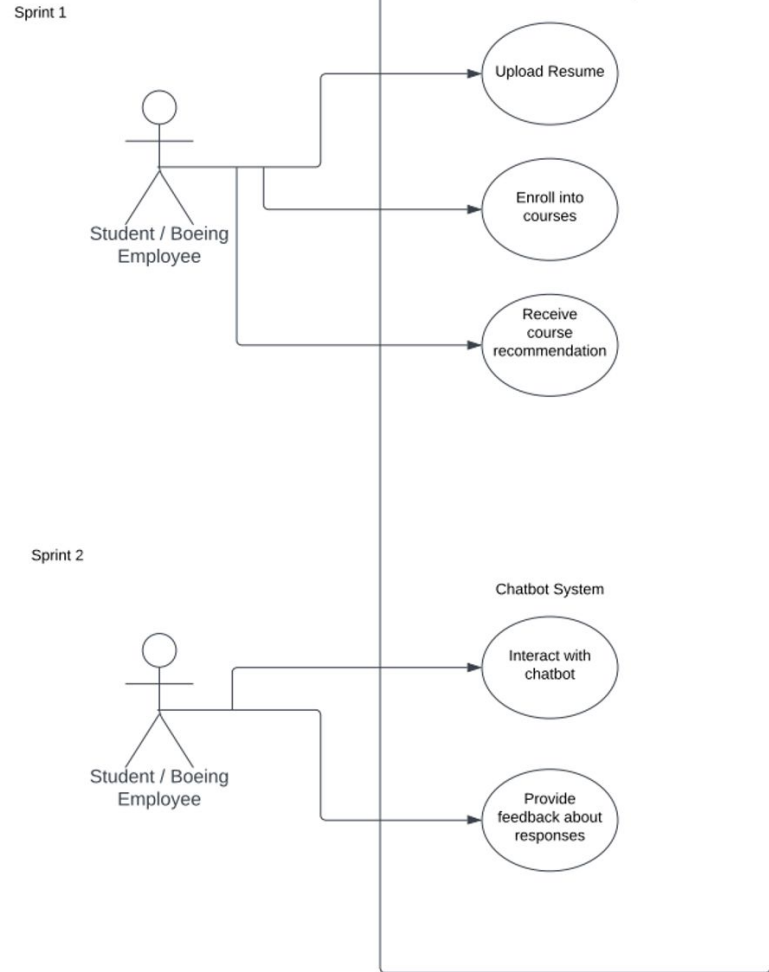 Sprint 1
Upload Resume
Enroll into
courses
Student / Boeing
Employee
Receive
course
recommendation
Sprint 2
Chatbot System
Interact with
chatbot
Student / Boeing
Employee
Provide
feedback about
responses